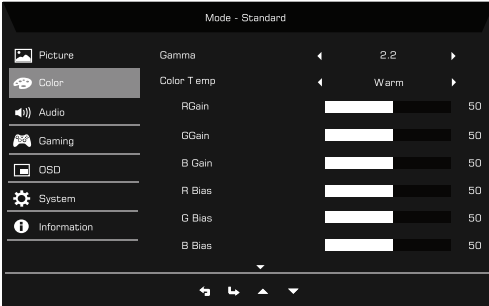 Mode - Standard
Picture
Gamma 2.2
Color
Color Temp Warm
Audio
RGain 50
Gaming
GGain 50
OSD
B Gain 50
System
R Bias 50
Information
G Bias 50
B Bias 50